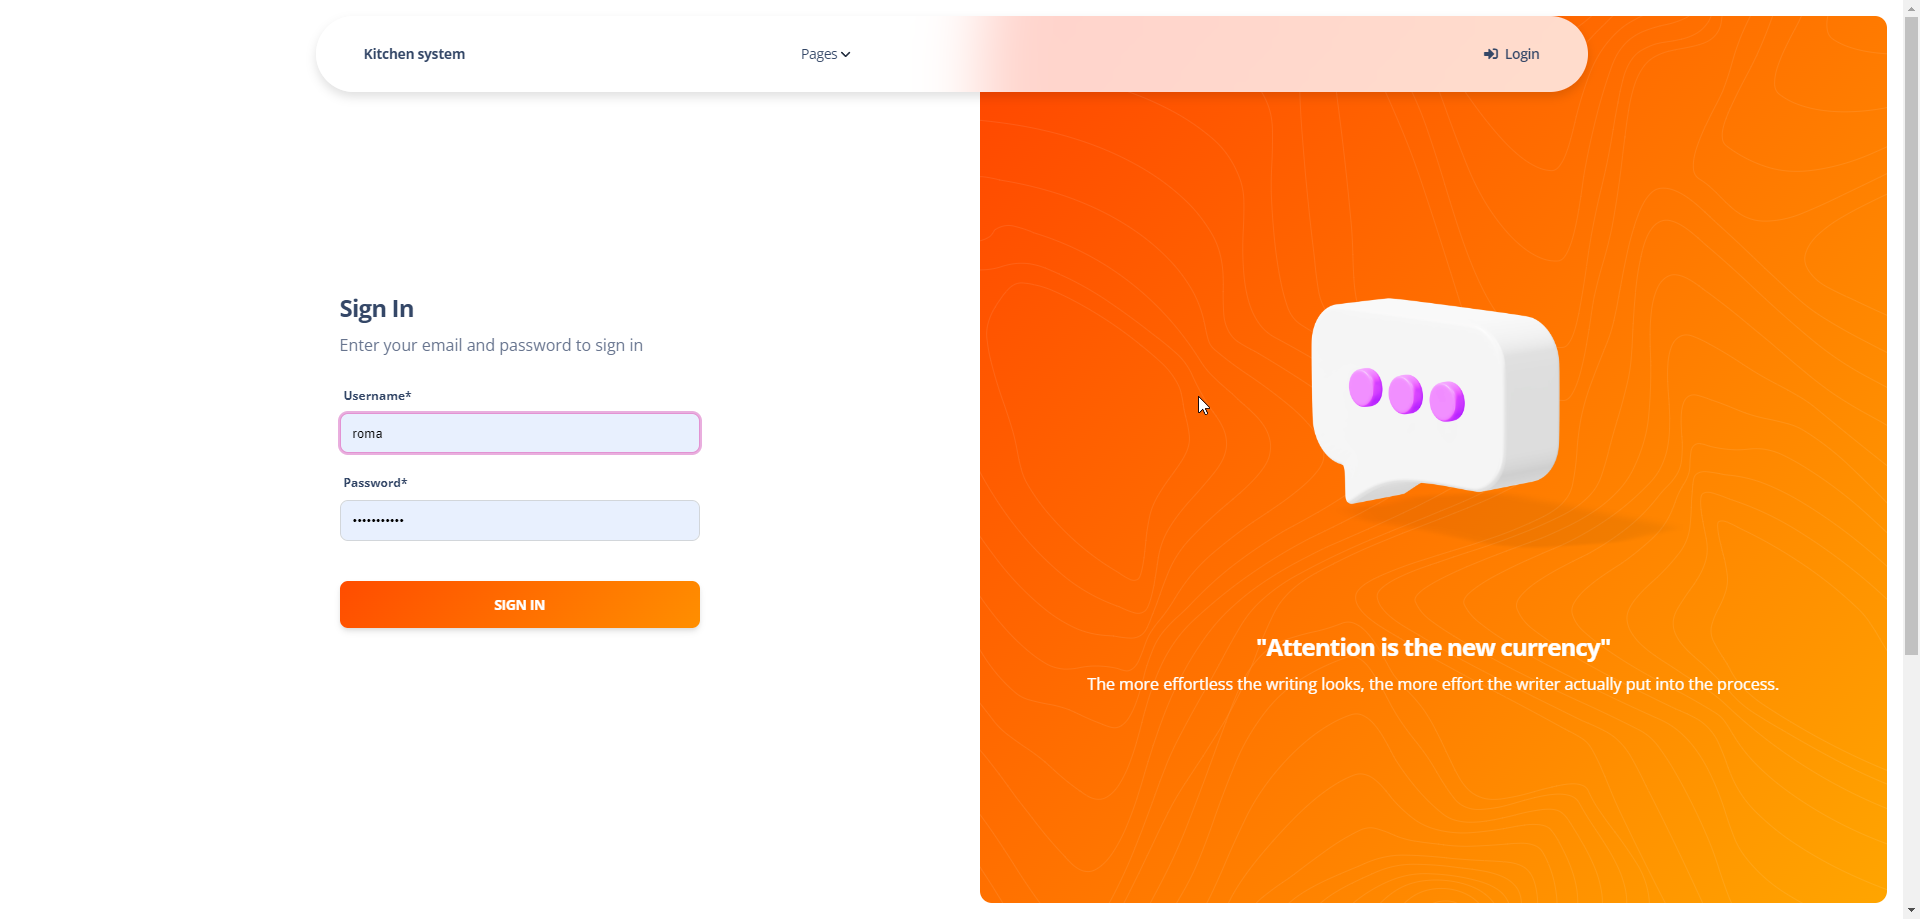 Kitchen system
Pages
Login
Sign In
Enter your email and password to sign in
Username*
roma
Password*
•••••••••••
SIGN IN
"Attention is the new currency"
The more effortless the writing looks, the more effort the writer actually put into the process.